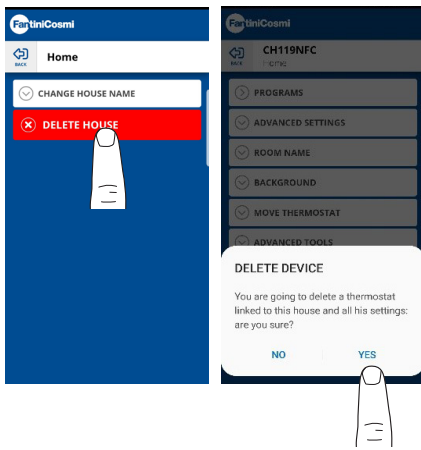 FantiniCosmi
BACK
Home
CHANGE HOUSE NAME
DELETE HOUSE
FantiniCosmi
BACK
CH119NFC
Home
PROGRAMS
ADVANCED SETTINGS
ROOM NAME
BACKGROUND
MOVE THERMOSTAT
ADVANCED TOOLS
DELETE DEVICE
You are going to delete a thermostat
linked to this house and all his settings:
are you sure?
NO
YES